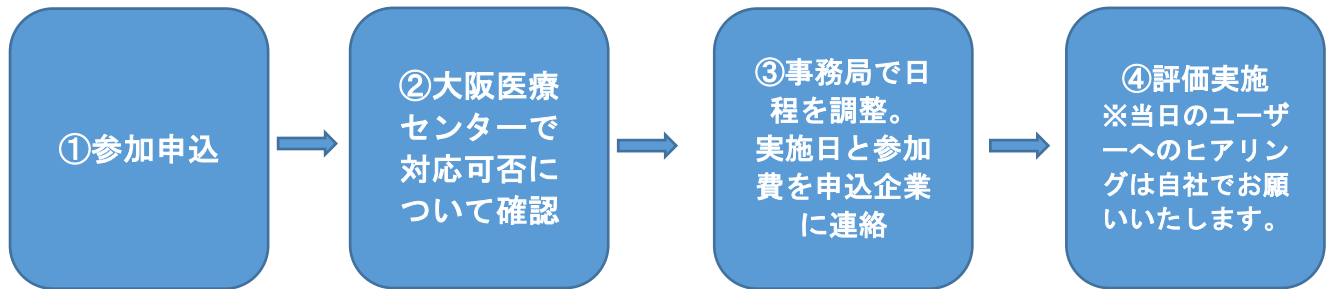 ①参加申込
②大阪医療
センターで
対応可否に
ついて確認
③事務局で日
程を調整。
実施日と参加
費を申込企業
に連絡
④評価実施
※当日のユーザ
ーへのヒアリン
グは自社でお願
いいたします。